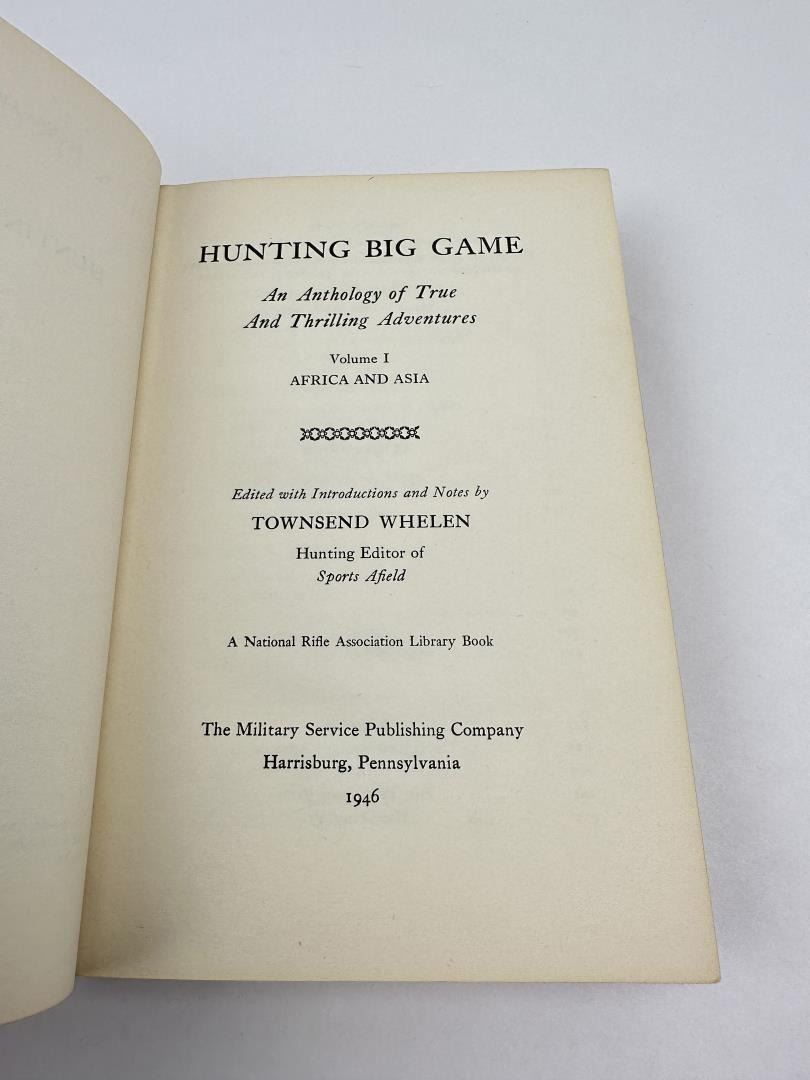 HUNTING BIG GAME
An Anthology of True
And Thrilling Adventures
Volume I
AFRICA AND ASIA
Edited with Introductions and Notes by
TOWNSEND WHELEN
Hunting Editor of
Sports Afield
A National Rifle Association Library Book
The Military Service Publishing Company
Harrisburg, Pennsylvania
1946